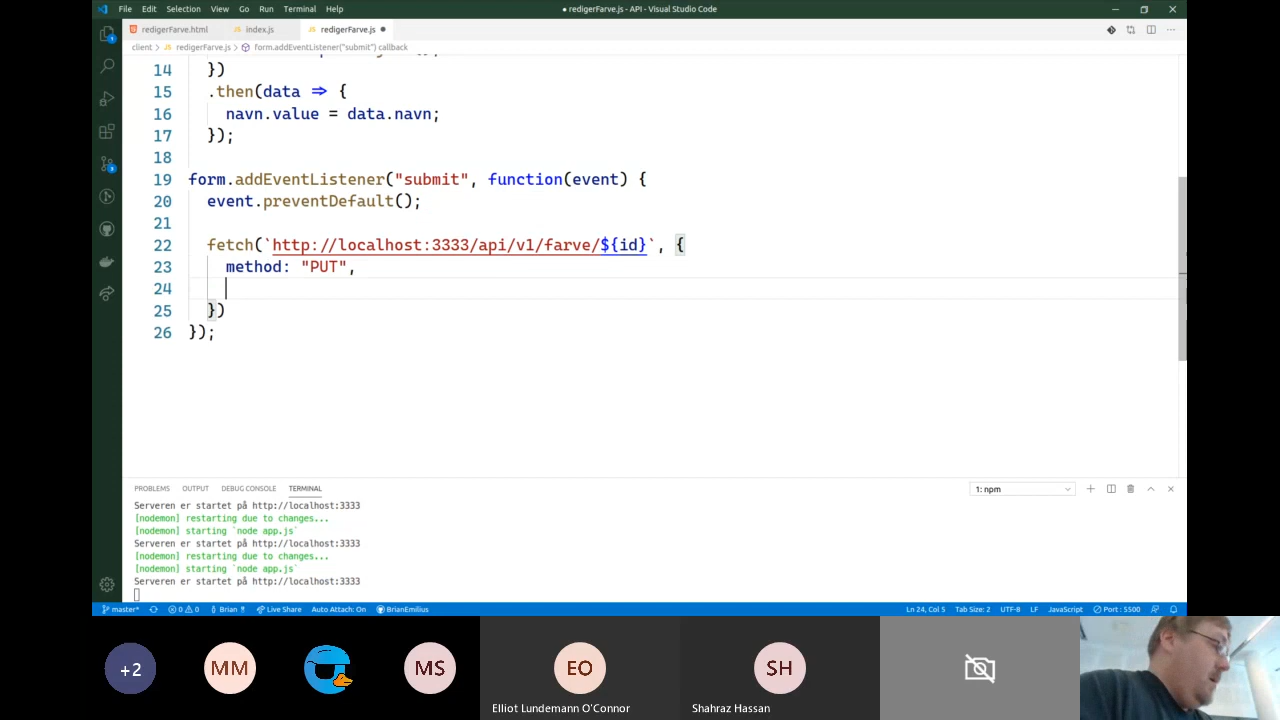 File Edit Selection View Go Run Terminal Help
● redigerFarve.js - API - Visual Studio Code
redigerFarve.html
JS index.js
JS redigerFarve.js ●
client > JS redigerFarve.js > form.addEventListener("submit") callback
14 })
15 .then(data => {
16 navn.value = data.navn;
17 });
18
19 form.addEventListener("submit", function(event) {
20 event.preventDefault();
21
22 fetch(`http://localhost:3333/api/v1/farve/${id}`, {
23 method: "PUT",
24
25 })
26 });
PROBLEMS OUTPUT DEBUG CONSOLE TERMINAL
1: npm
Serveren er startet på http://localhost:3333
[nodemon] restarting due to changes...
[nodemon] starting `node app.js`
Serveren er startet på http://localhost:3333
[nodemon] restarting due to changes...
[nodemon] starting `node app.js`
Serveren er startet på http://localhost:3333
master* 0 0 Brian Live Share Auto Attach: On BrianEmilius
Ln 24, Col 5 Tab Size: 2 UTF-8 LF JavaScript Port : 5500
+2
MM
MS
EO
SH
Elliot Lundemann O'Connor
Shahraz Hassan